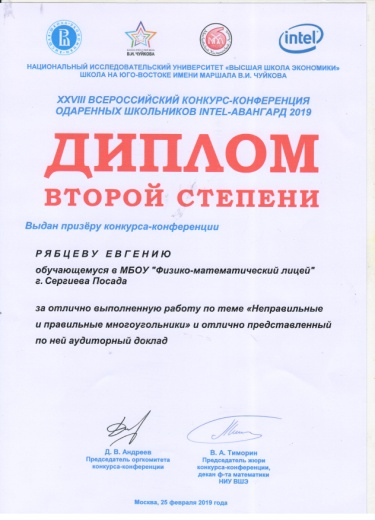 В.И. ЧУЙКОВА
intel
НАЦИОНАЛЬНЫЙ ИССЛЕДОВАТЕЛЬСКИЙ УНИВЕРСИТЕТ «ВЫСШАЯ ШКОЛА ЭКОНОМИКИ»
ШКОЛА НА ЮГО-ВОСТОКЕ ИМЕНИ МАРШАЛА В.И. ЧУЙКОВА
XXVIII ВСЕРОССИЙСКИЙ КОНКУРС-КОНФЕРЕНЦИЯ
ОДАРЕННЫХ ШКОЛЬНИКОВ INTEL-АВАНГАРД 2019
ДИПЛОМ
ВТОРОЙ СТЕПЕНИ
Выдан призёру конкурса-конференции
РЯБЦЕВУ ЕВГЕНИЮ
обучающемуся в МБОУ "Физико-математический лицей"
г. Сергиева Посада
за отлично выполненную работу по теме «Неправильные
и правильные многоугольники» и отлично представленный
по ней аудиторный доклад
Д. В. Андреев
Председатель оргкомитета
конкурса-конференции
В. А. Тиморин
Председатель жюри
конкурса-конференции,
декан ф-та математики
НИУ ВШЭ
Москва, 25 февраля 2019 года